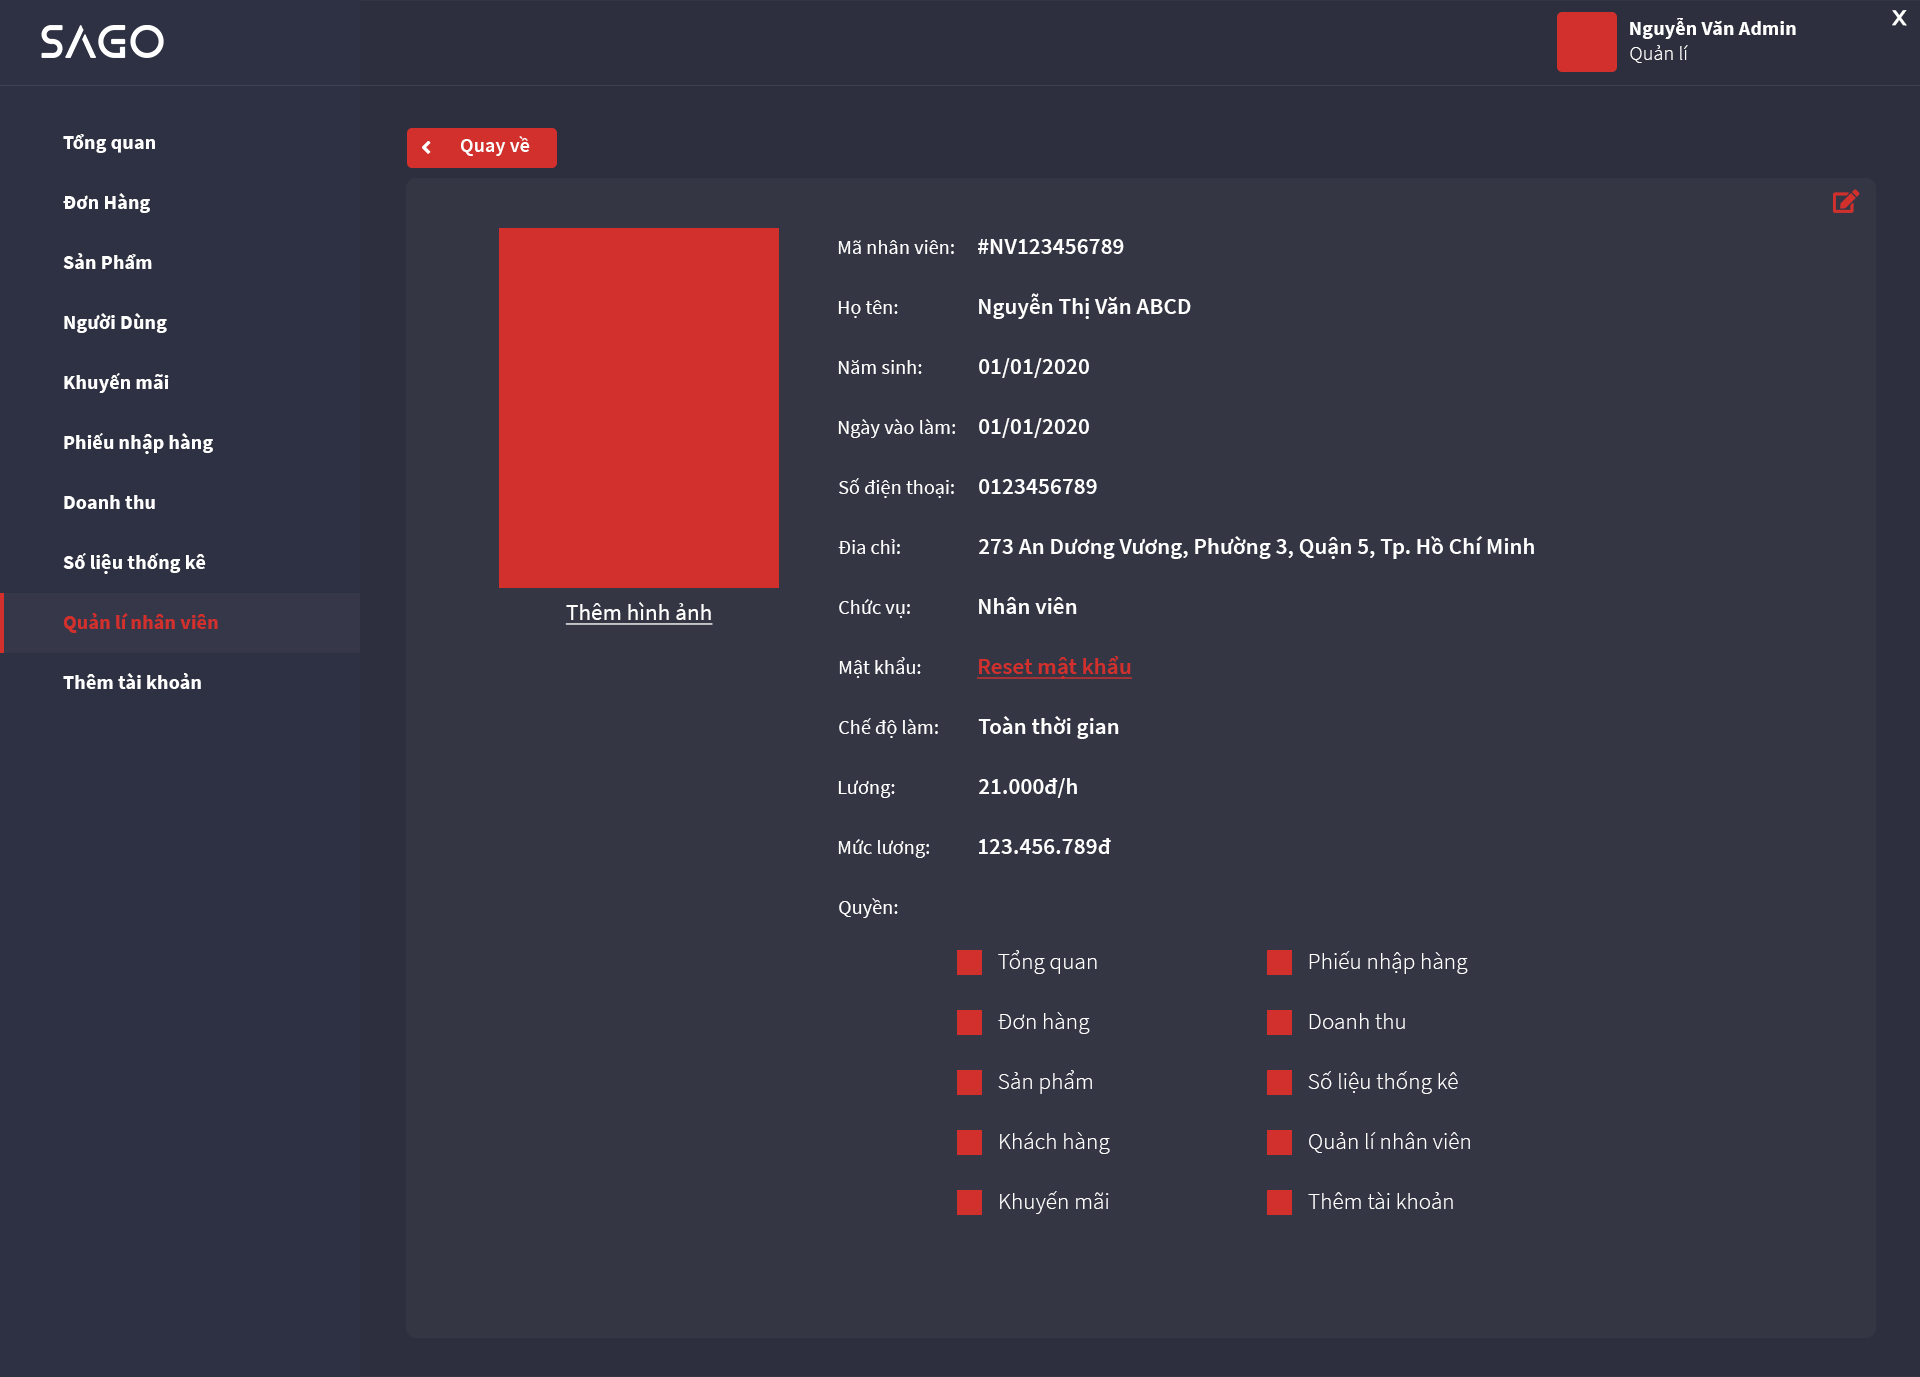 SAGO
Nguyễn Văn Admin
Quản lí
X
Tổng quan
Đơn Hàng
Sản Phẩm
Người Dùng
Khuyến mãi
Phiếu nhập hàng
Doanh thu
Số liệu thống kê
Quản lí nhân viên
Thêm tài khoản
Quay về
Thêm hình ảnh
Mã nhân viên: #NV123456789
Họ tên: Nguyễn Thị Văn ABCD
Năm sinh: 01/01/2020
Ngày vào làm: 01/01/2020
Số điện thoại: 0123456789
Đia chỉ: 273 An Dương Vương, Phường 3, Quận 5, Tp. Hồ Chí Minh
Chức vụ: Nhân viên
Mật khẩu: Reset mật khẩu
Chế độ làm: Toàn thời gian
Lương: 21.000đ/h
Mức lương: 123.456.789đ
Quyền:
Tổng quan
Đơn hàng
Sản phẩm
Khách hàng
Khuyến mãi
Phiếu nhập hàng
Doanh thu
Số liệu thống kê
Quản lí nhân viên
Thêm tài khoản